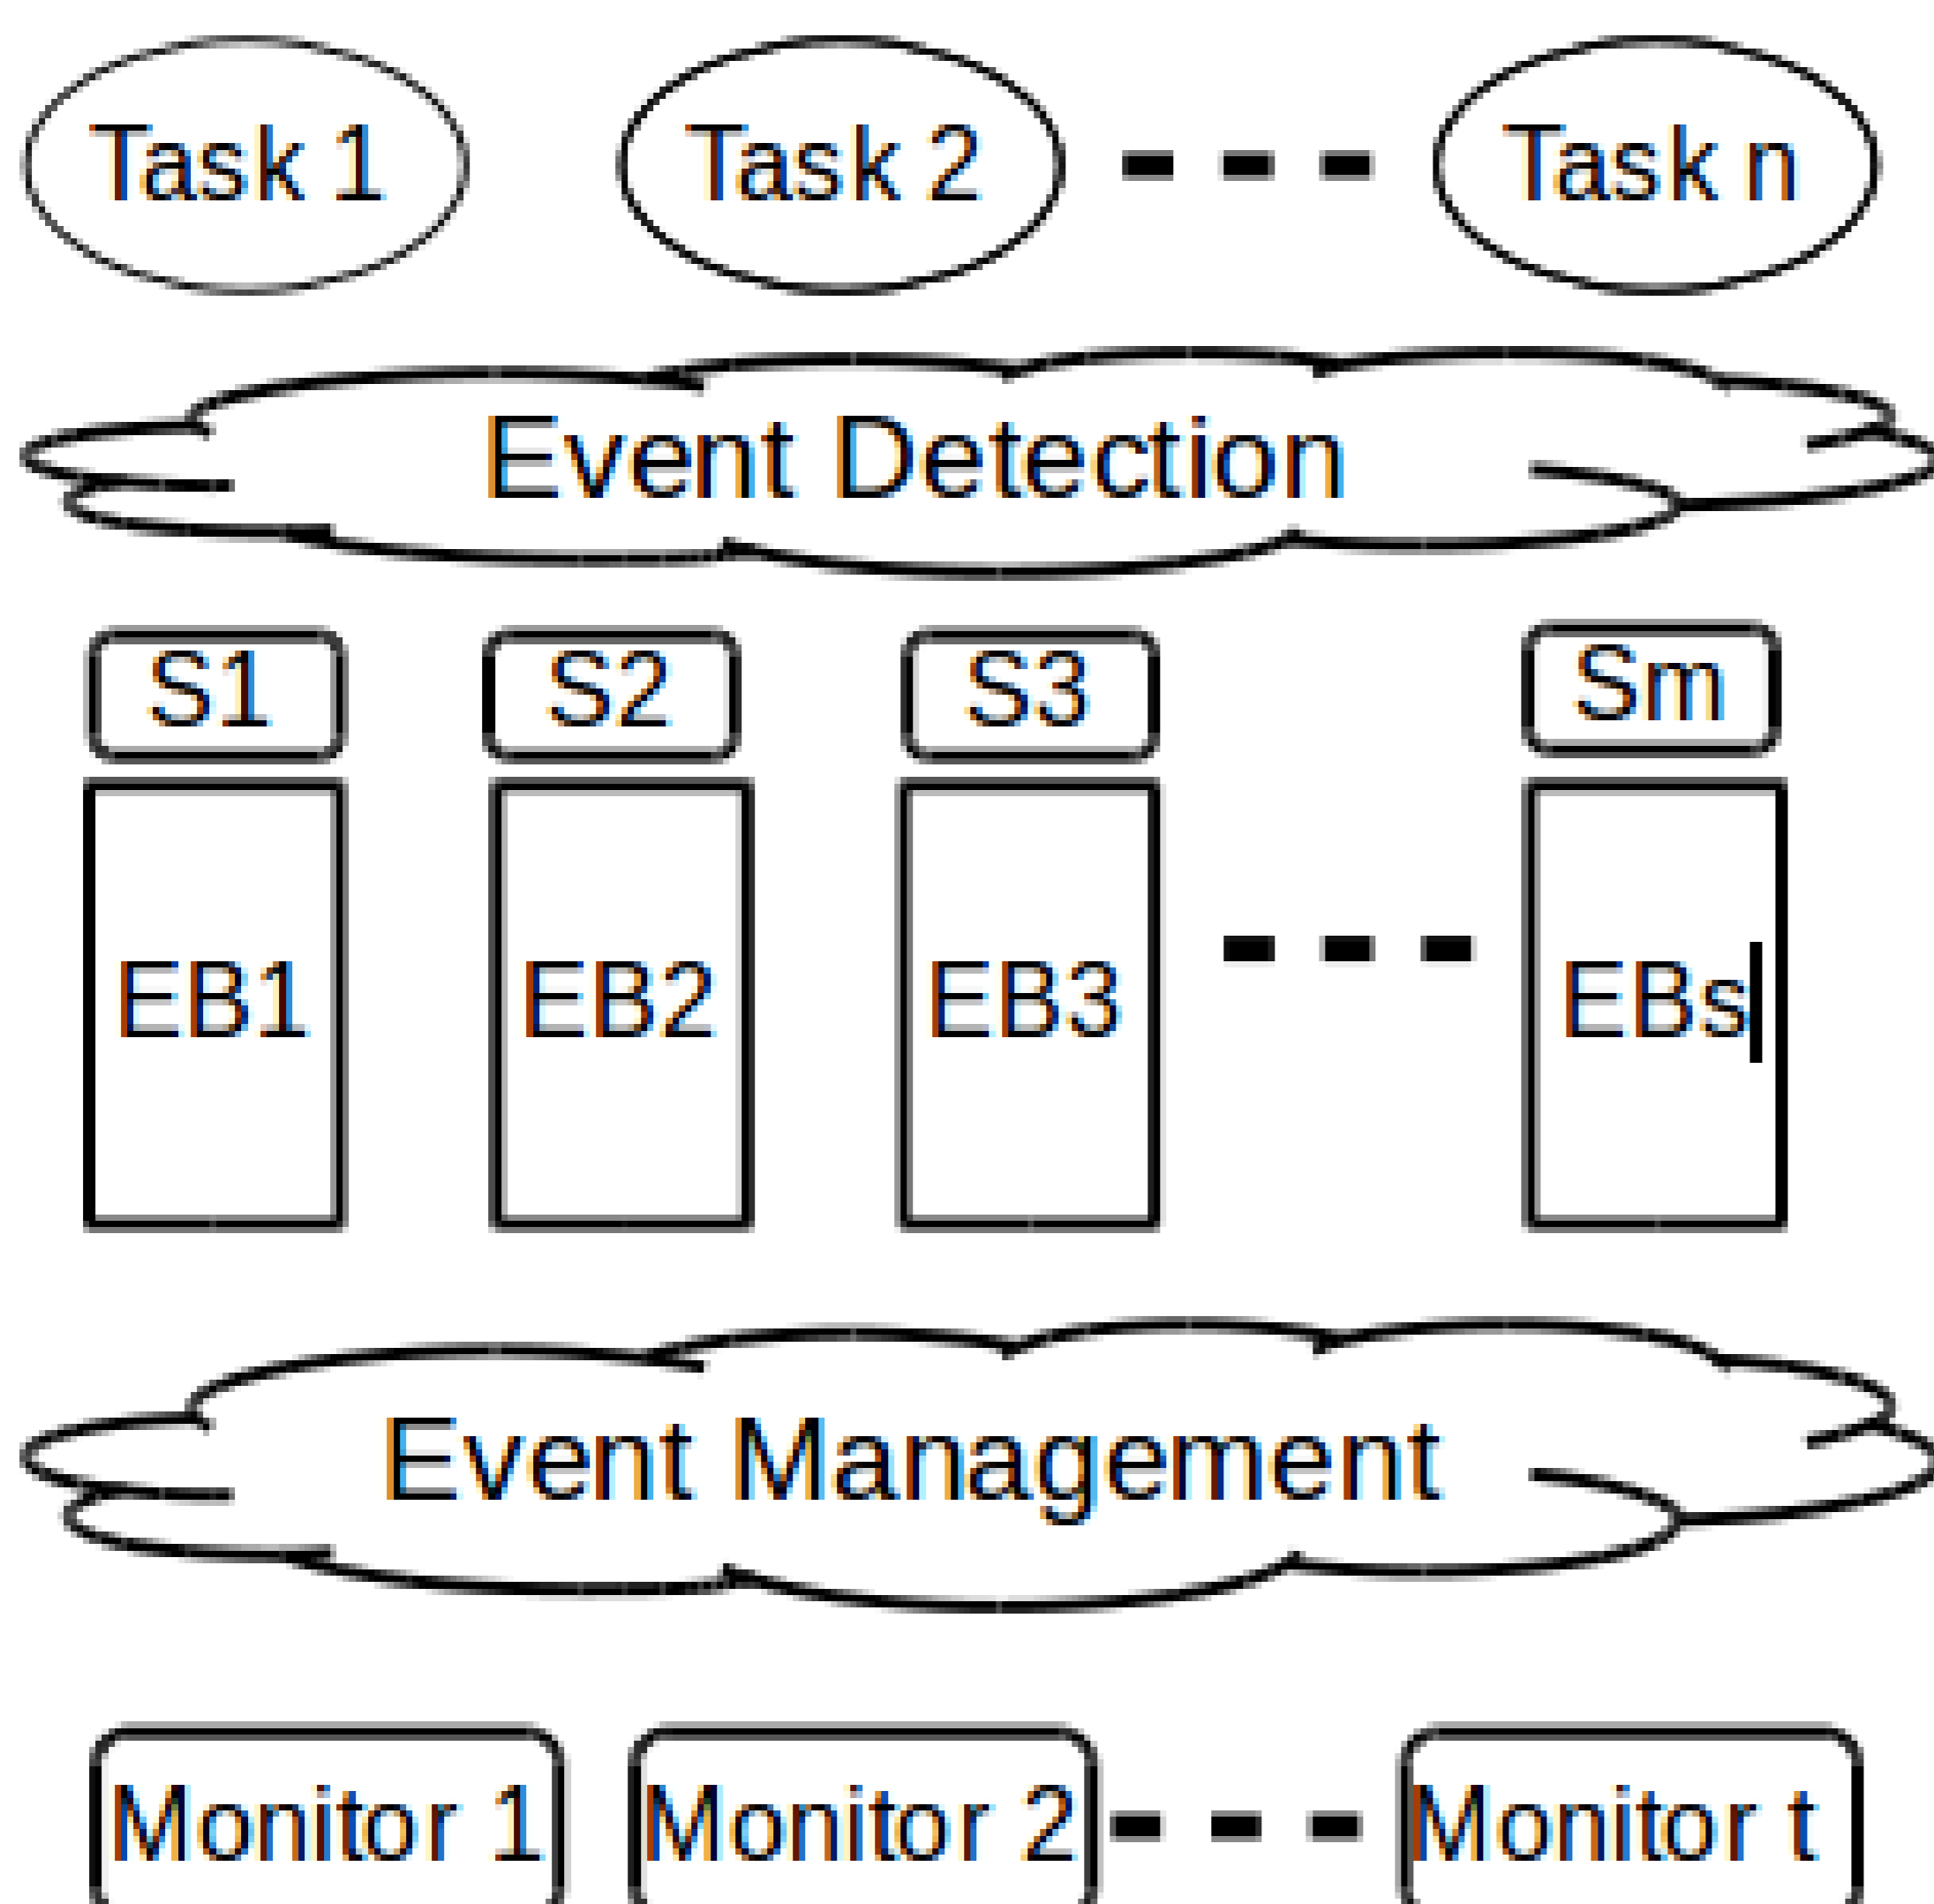 Task 1 Task 2 Task n
Event Detection
S1 S2 S3 Sm
EB1 EB2 EB3 EBs
Event Management
Monitor 1 Monitor 2 Monitor t